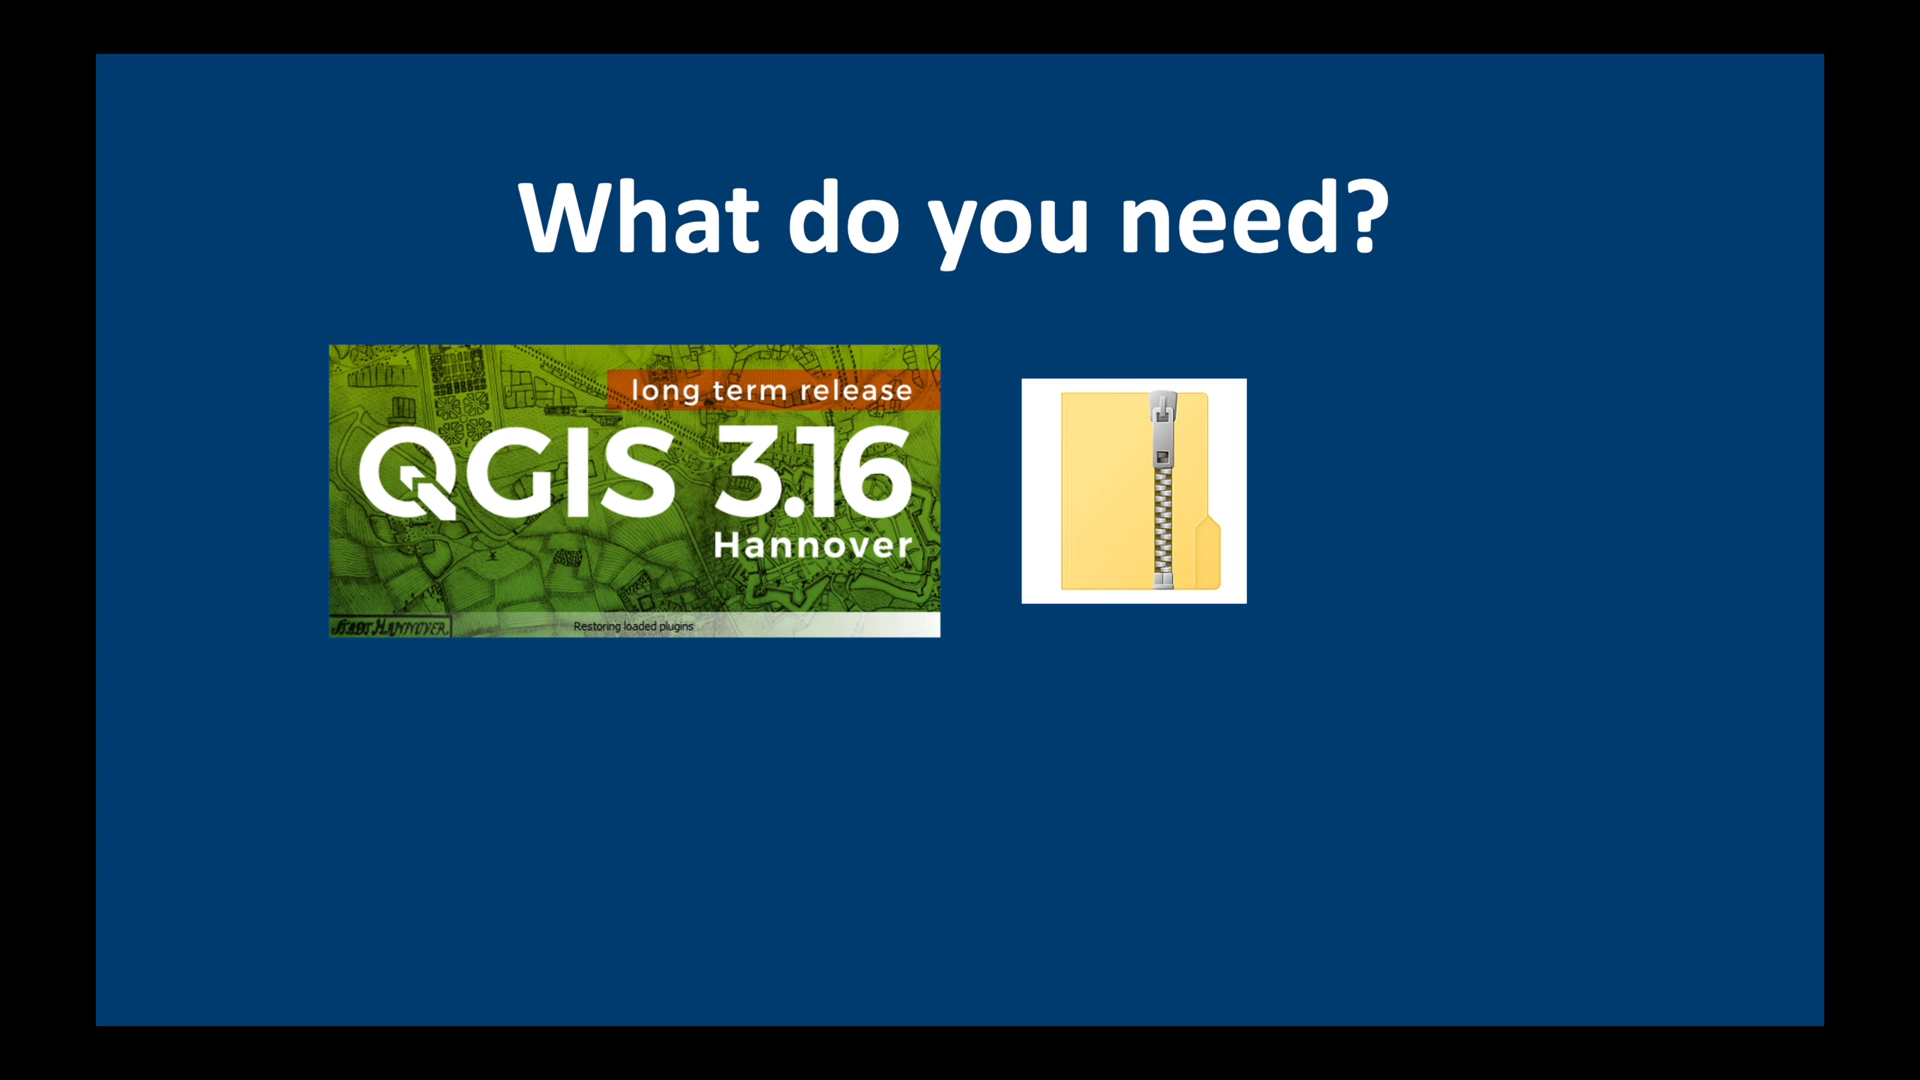 What do you need?
long term release
QGIS 3.16
Hannover
STADT HANNOVER
Restoring loaded plugins